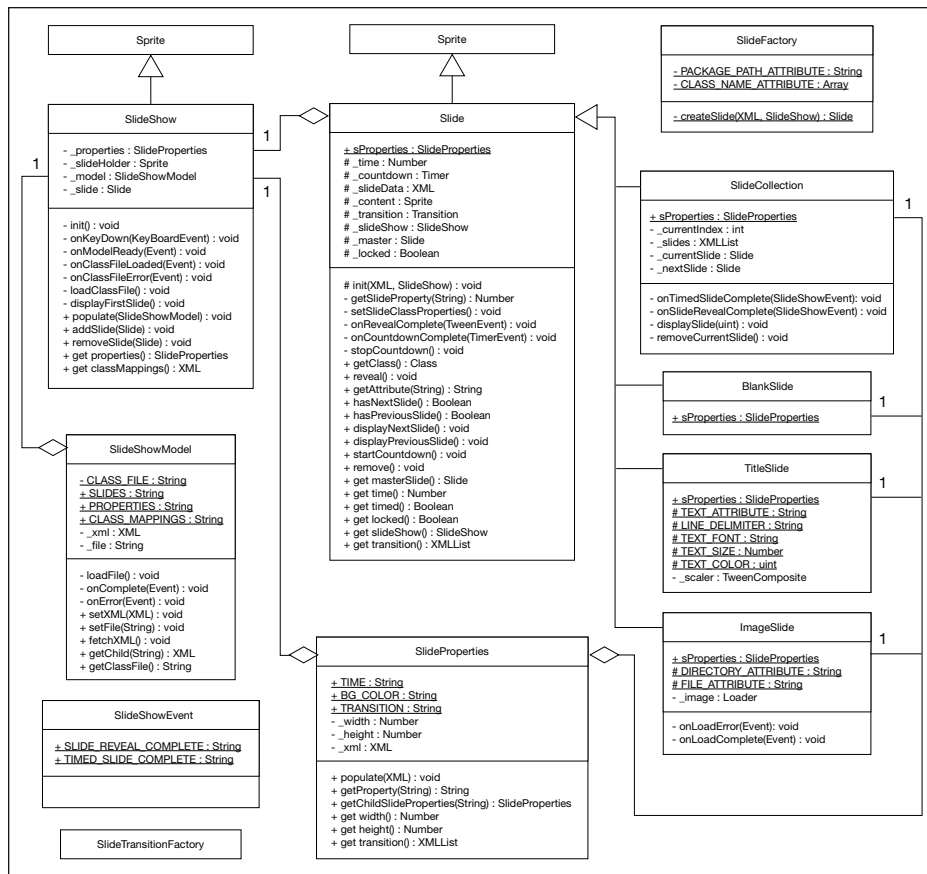 Sprite
Sprite
SlideFactory
- PACKAGE_PATH_ATTRIBUTE : String
- CLASS_NAME_ATTRIBUTE : Array
- createSlide(XML, SlideShow) : Slide
SlideShow
- _properties : SlideProperties
- _slideHolder : Sprite
- _model : SlideShowModel
- _slide : Slide
- init() : void
- onKeyDown(KeyBoardEvent) : void
- onModelReady(Event) : void
- onClassFileLoaded(Event) : void
- onClassFileError(Event) : void
- loadClassFile() : void
- displayFirstSlide() : void
+ populate(SlideShowModel) : void
+ addSlide(Slide) : void
+ removeSlide(Slide) : void
+ get properties() : SlideProperties
+ get classMappings() : XML
1
1
1
Slide
+ sProperties : SlideProperties
# _time : Number
# _countdown : Timer
# _slideData : XML
# _content : Sprite
# _transition : Transition
# _slideShow : SlideShow
# _master : Slide
# _locked : Boolean
# init(XML, SlideShow) : void
- getSlideProperty(String) : Number
- setSlideClassProperties() : void
- onRevealComplete(TweenEvent) : void
- onCountdownComplete(TimerEvent) : void
- stopCountdown() : void
+ getClass() : Class
+ reveal() : void
+ getAttribute(String) : String
+ hasNextSlide() : Boolean
+ hasPreviousSlide() : Boolean
+ displayNextSlide() : void
+ displayPreviousSlide() : void
+ startCountdown() : void
+ remove() : void
+ get masterSlide() : Slide
+ get time() : Number
+ get timed() : Boolean
+ get locked() : Boolean
+ get slideShow() : SlideShow
+ get transition() : XMLList
SlideCollection
+ sProperties : SlideProperties
- _currentIndex : int
- _slides : XMLList
- _currentSlide : Slide
- _nextSlide : Slide
- onTimedSlideComplete(SlideShowEvent): void
- onSlideRevealComplete(SlideShowEvent) : void
- displaySlide(uint) : void
- removeCurrentSlide() : void
1
BlankSlide
+ sProperties : SlideProperties
1
TitleSlide
+ sProperties : SlideProperties
# TEXT_ATTRIBUTE : String
# LINE_DELIMITER : String
# TEXT_FONT : String
# TEXT_SIZE : Number
# TEXT_COLOR : uint
- _scaler : TweenComposite
1
ImageSlide
+ sProperties : SlideProperties
# DIRECTORY_ATTRIBUTE : String
# FILE_ATTRIBUTE : String
- _image : Loader
- onLoadError(Event): void
- onLoadComplete(Event) : void
1
SlideShowModel
- CLASS_FILE : String
+ SLIDES : String
+ PROPERTIES : String
+ CLASS_MAPPINGS : String
- _xml : XML
- _file : String
- loadFile() : void
- onComplete(Event) : void
- onError(Event) : void
+ setXML(XML) : void
+ setFile(String) : void
+ fetchXML() : void
+ getChild(String) : XML
+ getClassFile() : String
SlideProperties
+ TIME : String
+ BG_COLOR : String
+ TRANSITION : String
- _width : Number
- _height : Number
- _xml : XML
+ populate(XML) : void
+ getProperty(String) : String
+ getChildSlideProperties(String) : SlideProperties
+ get width() : Number
+ get height() : Number
+ get transition() : XMLList
SlideShowEvent
+ SLIDE_REVEAL_COMPLETE : String
+ TIMED_SLIDE_COMPLETE : String
SlideTransitionFactory